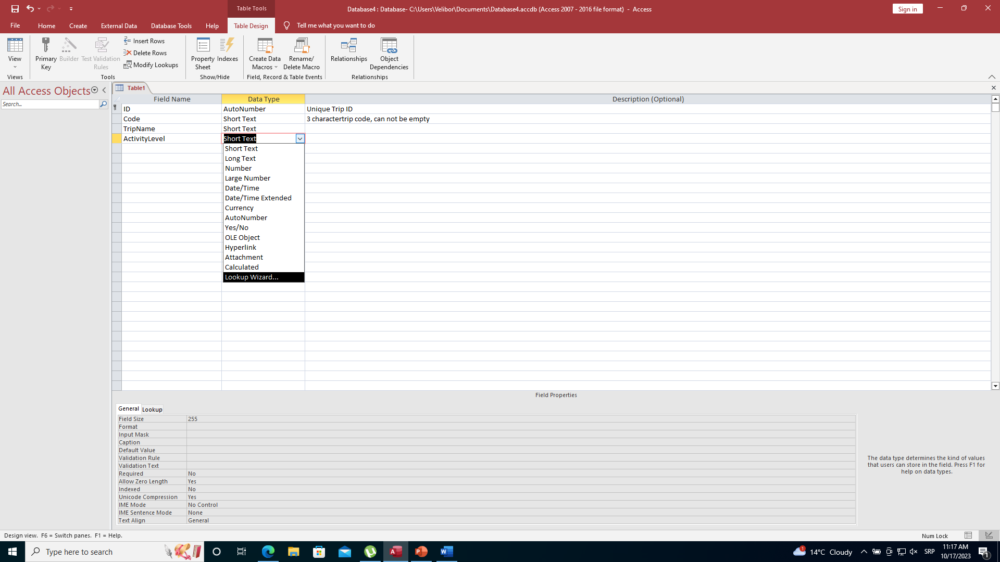 Table Tools
Database4 : Database- C:\Users\Velibor\Documents\Database4.accdb (Access 2007 - 2016 file format)  -  Access
Sign in
File
Home
Create
External Data
Database Tools
Help
Table Design
Tell me what you want to do
View
Primary
Key
Builder
Test Validation
Rules
Insert Rows
Delete Rows
Modify Lookups
Property
Sheet
Indexes
Create Data
Macros
Rename/
Delete Macro
Relationships
Object
Dependencies
Views
Tools
Show/Hide
Field, Record & Table Events
Relationships
All Access Objects
Search...
Table1
Field Name
Data Type
Description (Optional)
ID
AutoNumber
Unique Trip ID
Code
Short Text
3 charactertrip code, can not be empty
TripName
Short Text
ActivityLevel
Short Text
Short Text
Long Text
Number
Large Number
Date/Time
Date/Time Extended
Currency
AutoNumber
Yes/No
OLE Object
Hyperlink
Attachment
Calculated
Lookup Wizard...
Field Properties
General
Lookup
Field Size
255
Format
Input Mask
Caption
Default Value
Validation Rule
Validation Text
Required
No
Allow Zero Length
Yes
Indexed
No
Unicode Compression
Yes
IME Mode
No Control
IME Sentence Mode
None
Text Align
General
The data type determines the kind of values
that users can store in the field. Press F1 for
help on data types.
Design view.  F6 = Switch panes.  F1 = Help.
Num Lock
Type here to search
A
P
W
1
14°C  Cloudy
SRP
11:17 AM
10/17/2023
1